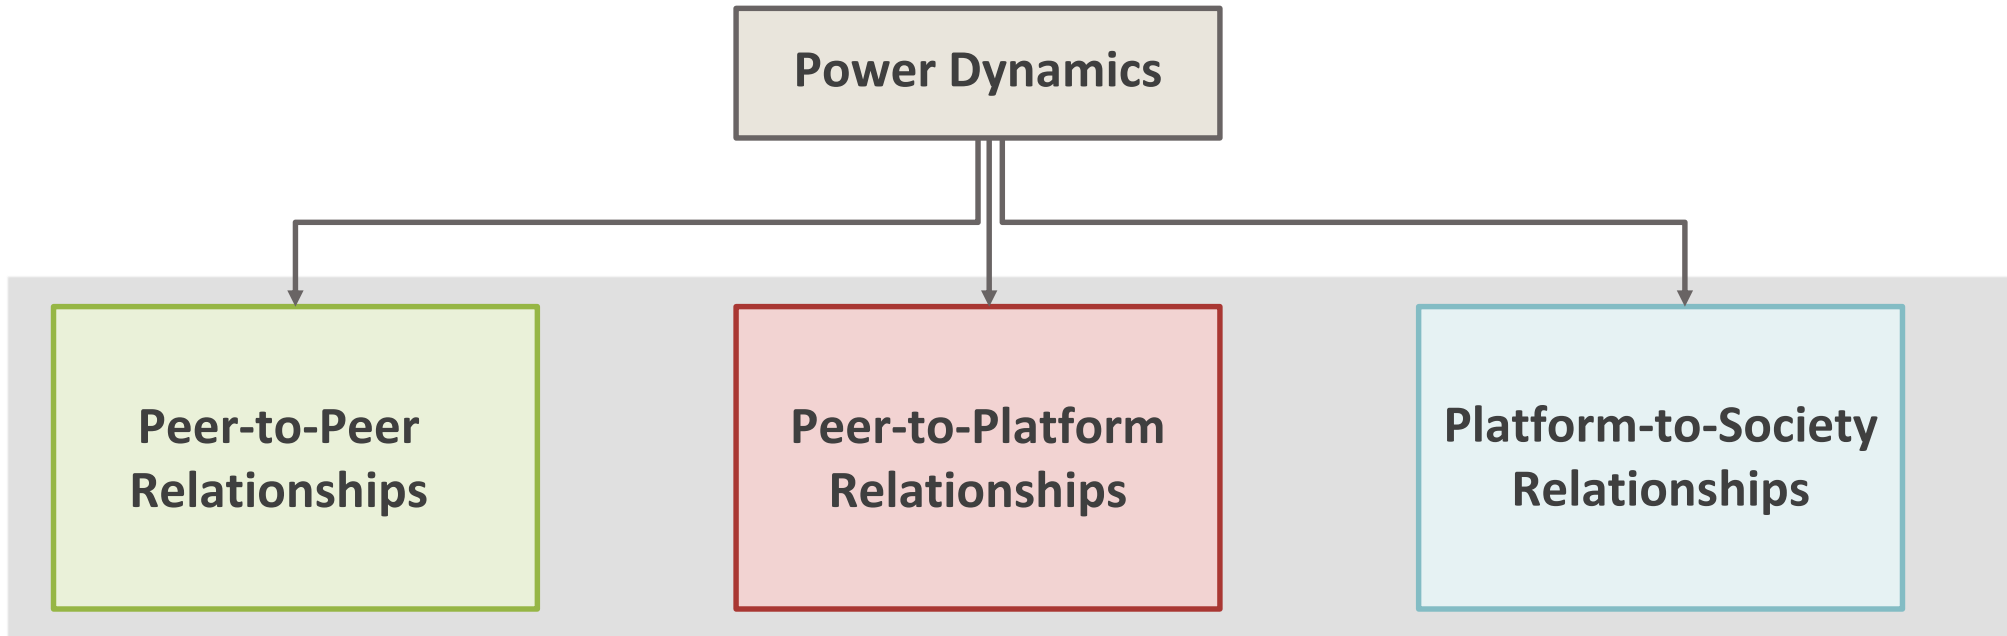 Power Dynamics
Peer-to-Peer
Relationships
Peer-to-Platform
Relationships
Platform-to-Society
Relationships